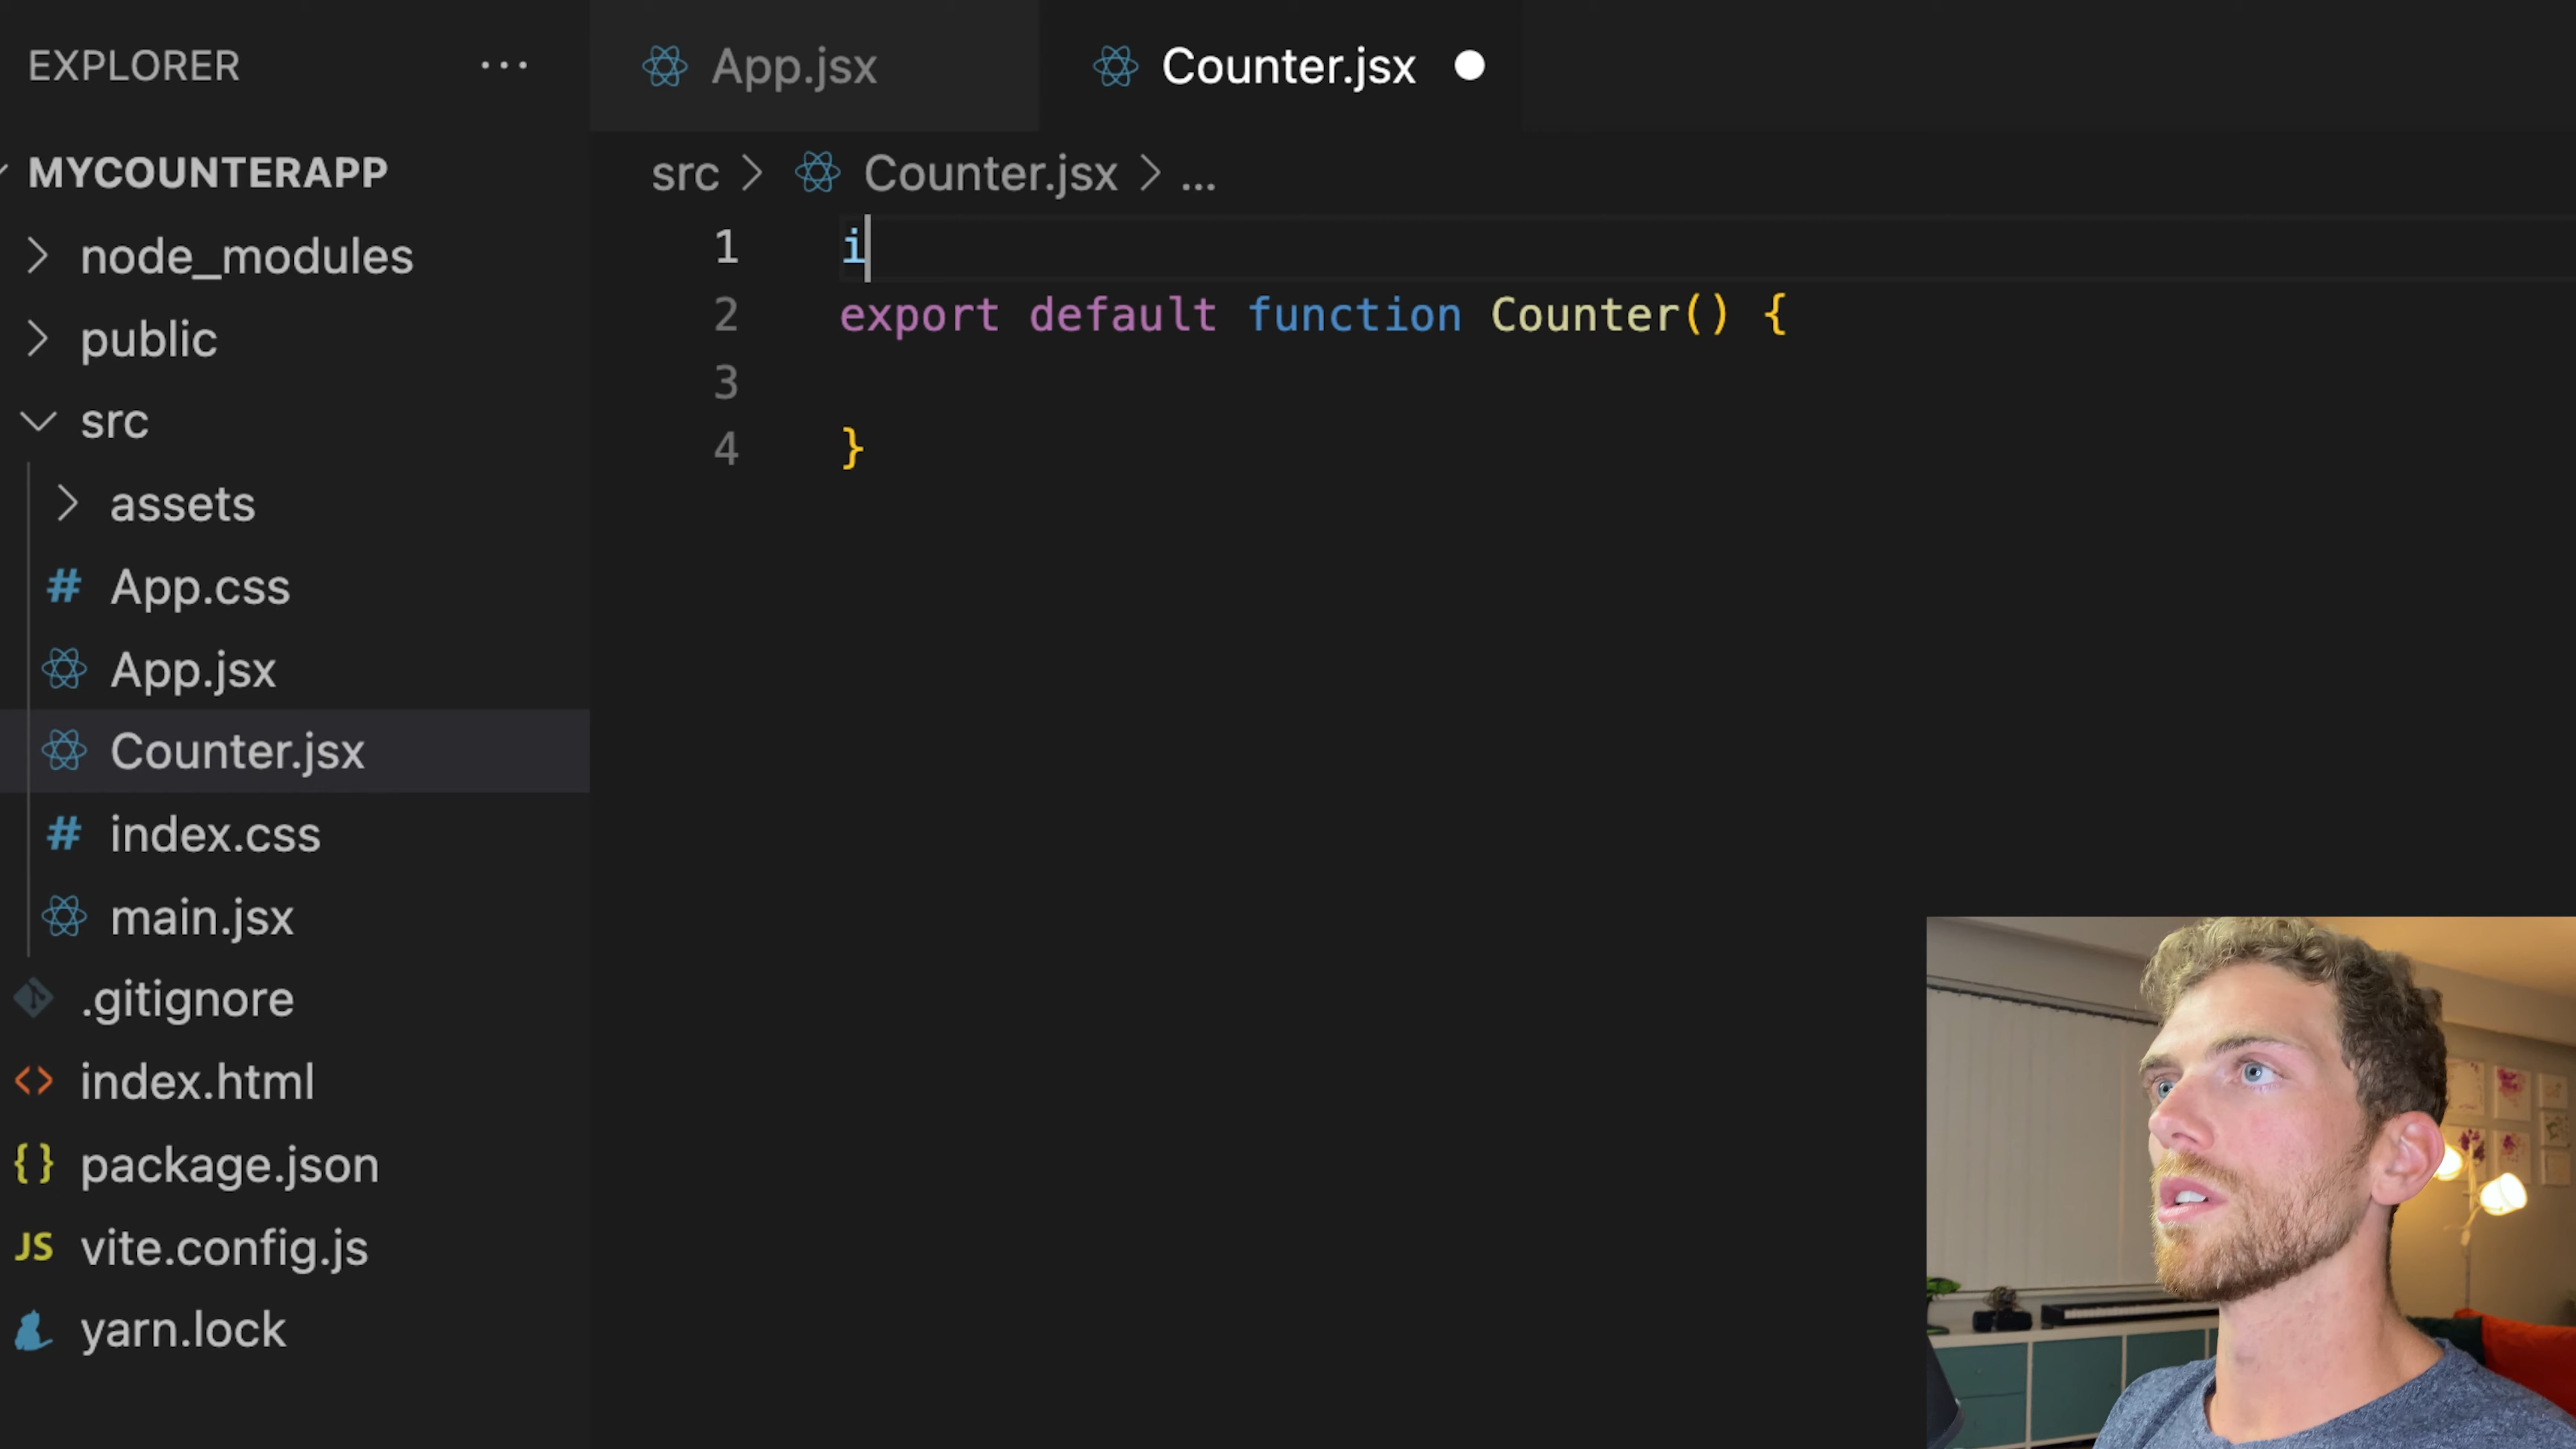 EXPLORER ...
MYCOUNTERAPP
node_modules
public
src
assets
# App.css
App.jsx
Counter.jsx
# index.css
main.jsx
.gitignore
<> index.html
{} package.json
JS vite.config.js
yarn.lock
App.jsx Counter.jsx
src > Counter.jsx > ...
1 i
2 export default function Counter() {
3
4 }